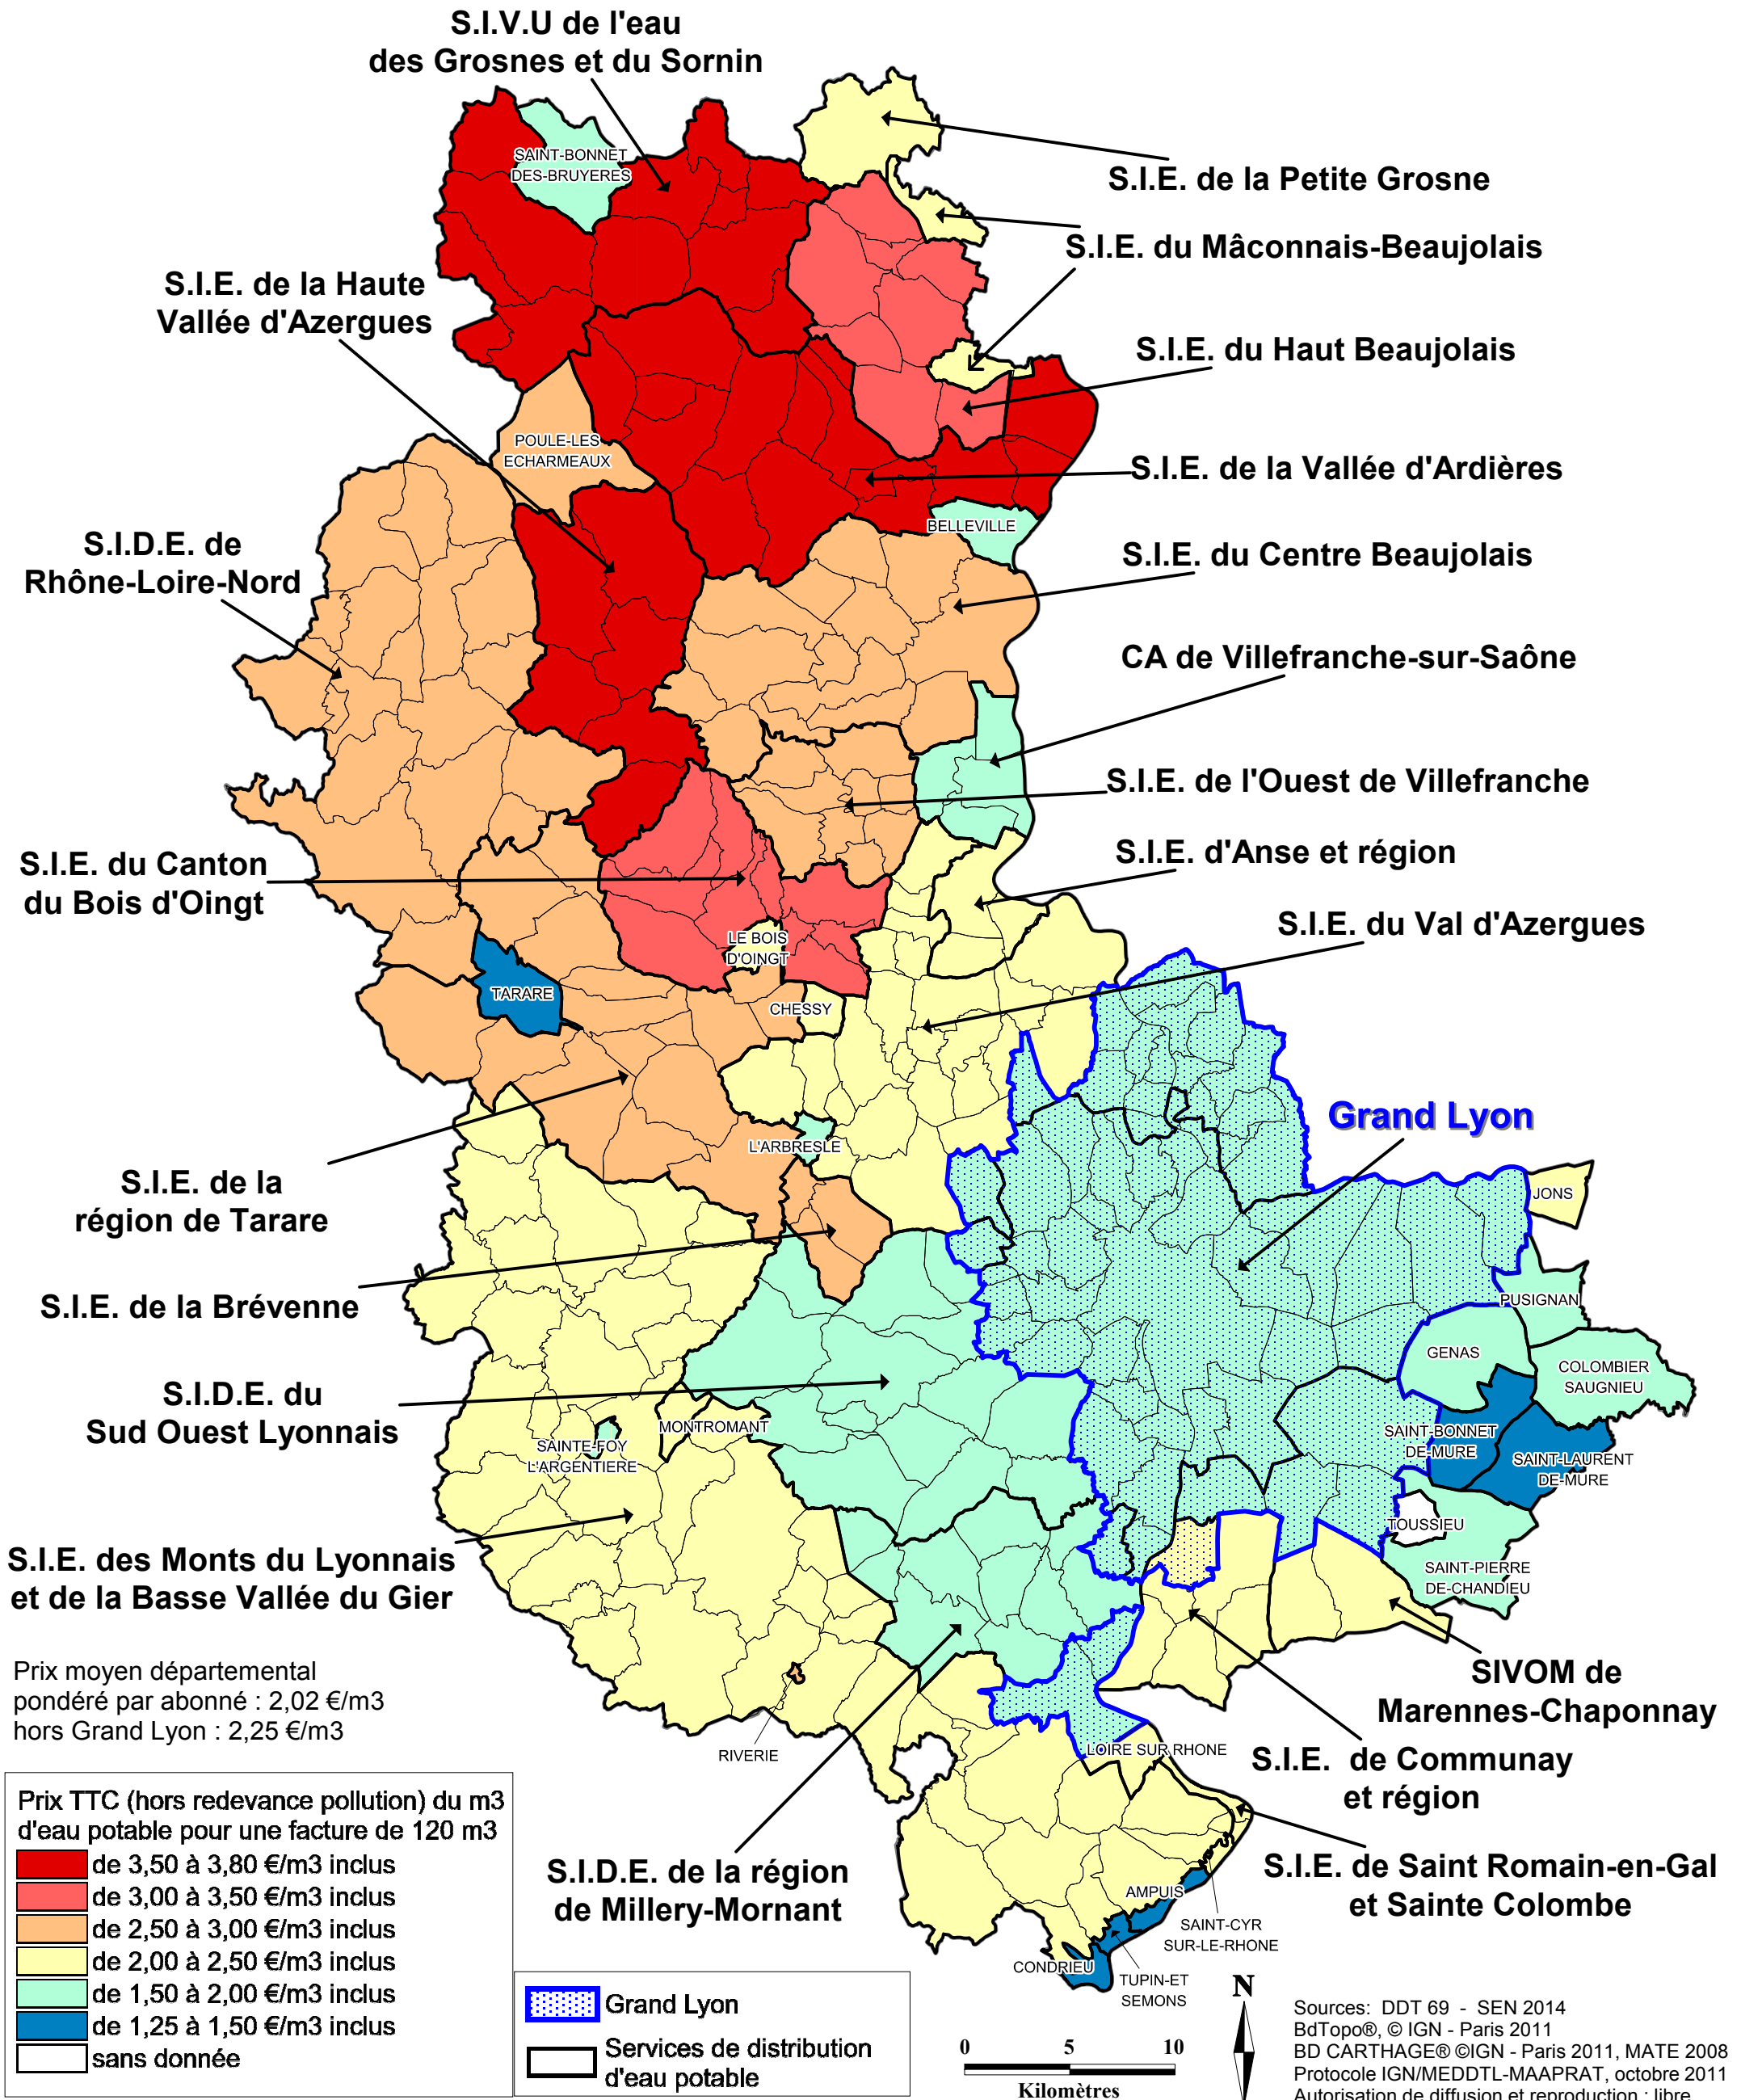 S.I.V.U de l'eau
des Grosnes et du Sornin
SAINT-BONNET
DES-BRUYERES
S.I.E. de la Petite Grosne
S.I.E. du Mâconnais-Beaujolais
S.I.E. de la Haute
Vallée d'Azergues
S.I.E. du Haut Beaujolais
POULE-LES
ECHARMEAUX
S.I.E. de la Vallée d'Ardières
BELLEVILLE
S.I.D.E. de
Rhône-Loire-Nord
S.I.E. du Centre Beaujolais
CA de Villefranche-sur-Saône
S.I.E. de l'Ouest de Villefranche
S.I.E. du Canton
du Bois d'Oingt
S.I.E. d'Anse et région
S.I.E. du Val d'Azergues
LE BOIS
D'OINGT
TARARE
CHESSY
Grand Lyon
L'ARBRESLE
S.I.E. de la
région de Tarare
JONS
S.I.E. de la Brévenne
PUSIGNAN
GENAS
COLOMBIER
SAUGNIEU
S.I.D.E. du
Sud Ouest Lyonnais
MONTROMANT
SAINTE-FOY
L'ARGENTIERE
SAINT-BONNET
DE-MURE
SAINT-LAURENT
DE-MURE
TOUSSIEU
S.I.E. des Monts du Lyonnais
et de la Basse Vallée du Gier
SAINT-PIERRE
DE-CHANDIEU
Prix moyen départemental
pondéré par abonné : 2,02 €/m3
hors Grand Lyon : 2,25 €/m3
SIVOM de
Marennes-Chaponnay
RIVERIE
LOIRE SUR RHONE
S.I.E. de Communay
et région
Prix TTC (hors redevance pollution) du m3
d'eau potable pour une facture de 120 m3
de 3,50 à 3,80 €/m3 inclus
de 3,00 à 3,50 €/m3 inclus
de 2,50 à 3,00 €/m3 inclus
de 2,00 à 2,50 €/m3 inclus
de 1,50 à 2,00 €/m3 inclus
de 1,25 à 1,50 €/m3 inclus
sans donnée
S.I.D.E. de la région
de Millery-Mornant
S.I.E. de Saint Romain-en-Gal
et Sainte Colombe
AMPUIS
SAINT-CYR
SUR-LE-RHONE
CONDRIEU
TUPIN-ET
SEMONS
Grand Lyon
Services de distribution
d'eau potable
0 5 10
Kilomètres
N
Sources: DDT 69 - SEN 2014
BdTopo®, © IGN - Paris 2011
BD CARTHAGE® ©IGN - Paris 2011, MATE 2008
Protocole IGN/MEDDTL-MAAPRAT, octobre 2011
Autorisation de diffusion et reproduction : libre